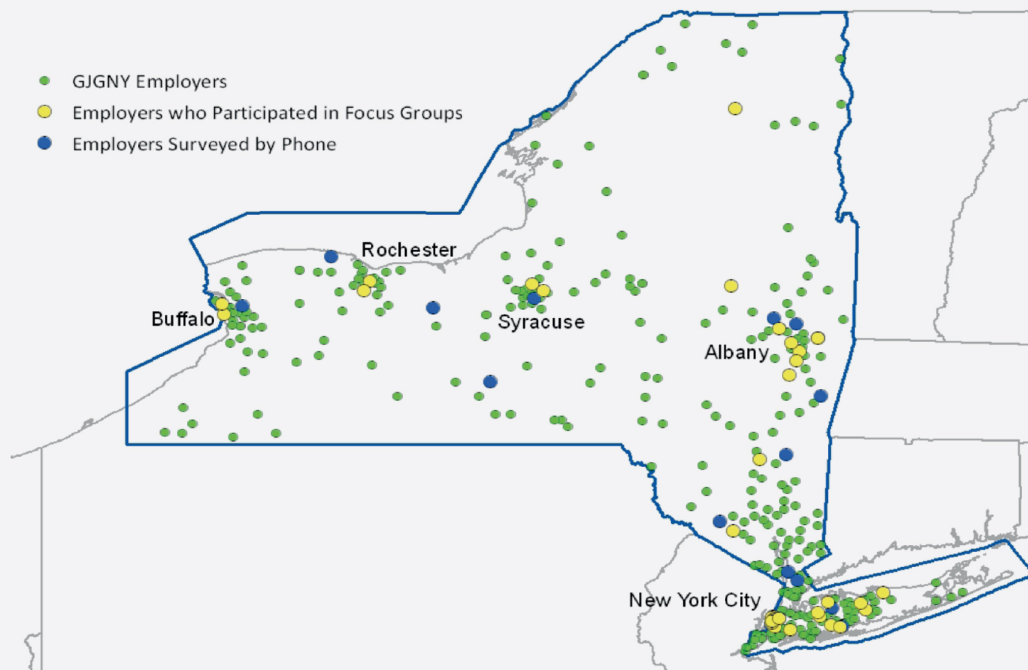 GJGNY Employers
Employers who Participated in Focus Groups
Employers Surveyed by Phone
Rochester
Buffalo
Syracuse
Albany
New York City